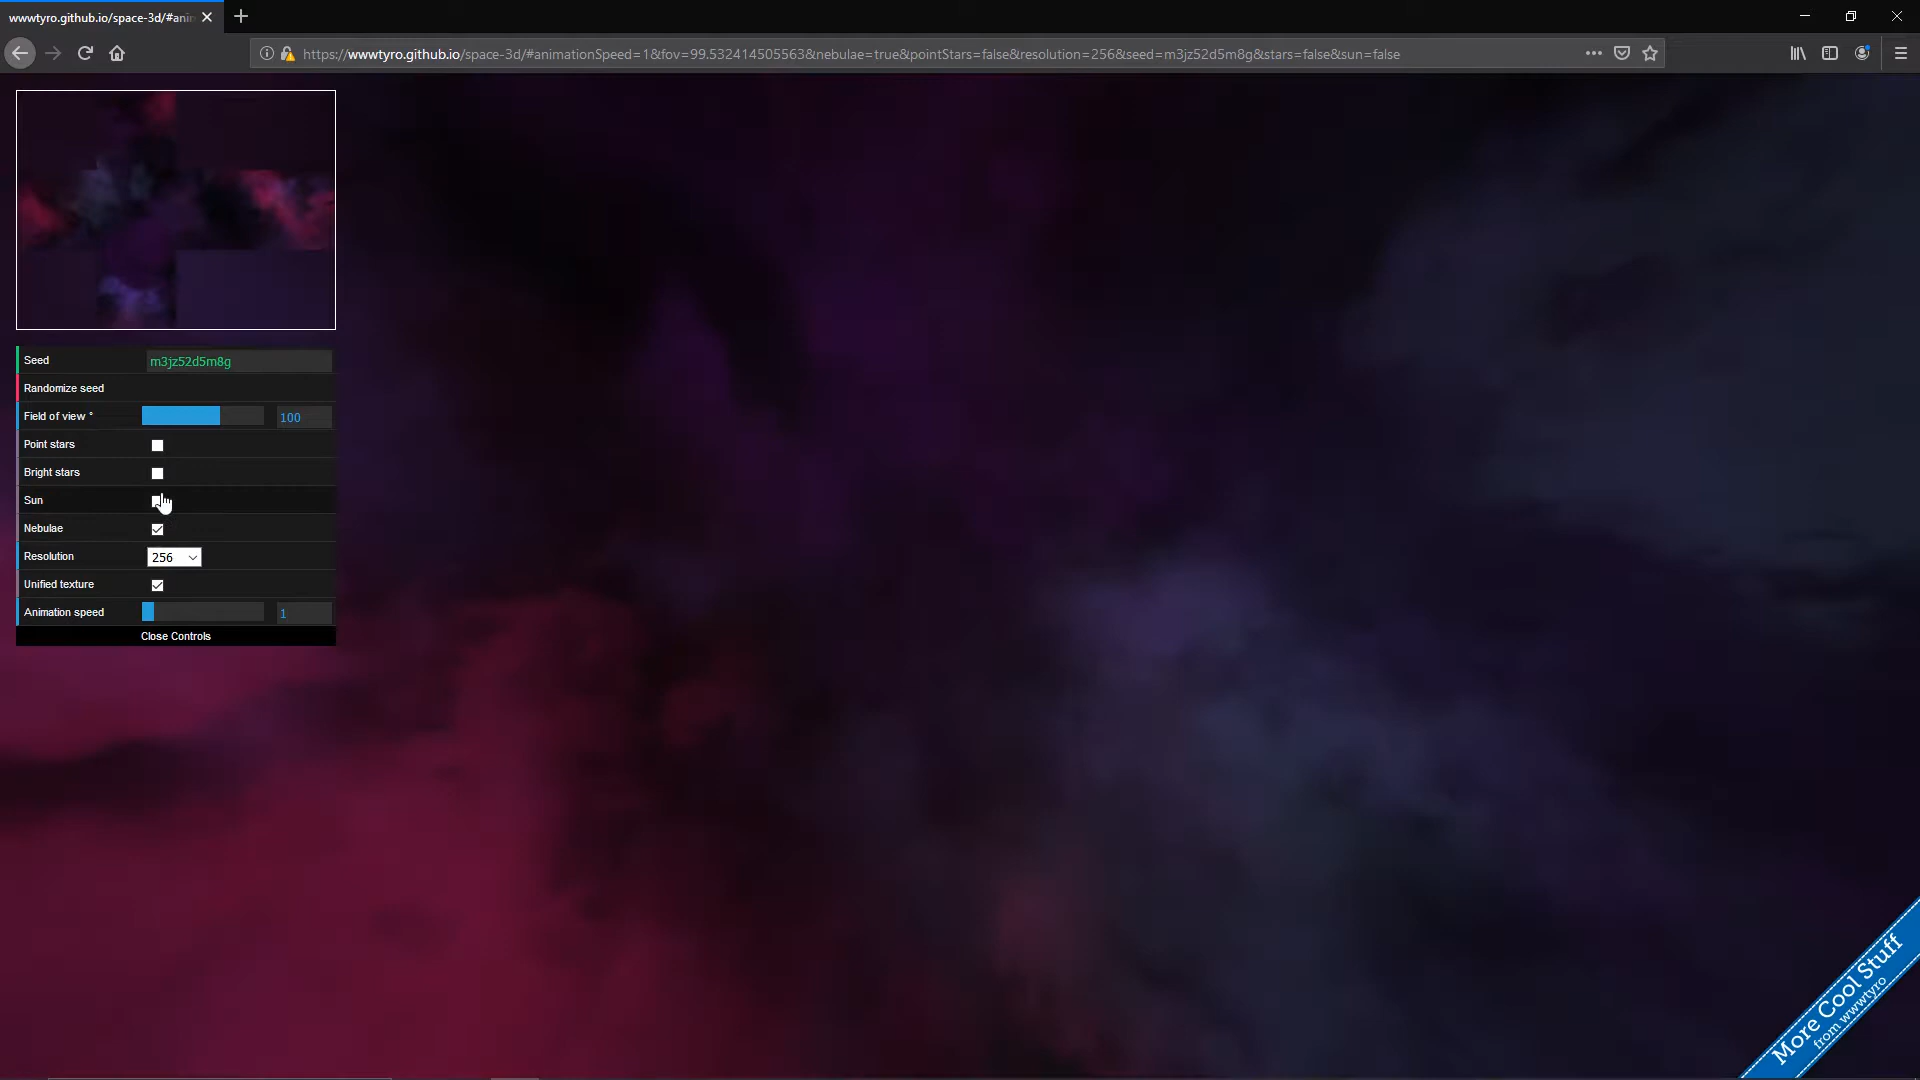 wwwtyro.github.io/space-3d/#ani
https://wwwtyro.github.io/space-3d/#animationSpeed=1&fov=99.532414505563&nebulae=true&pointStars=false&resolution=256&seed=m3jz52d5m8g&stars=false&sun=false
Seed m3jz52d5m8g
Randomize seed
Field of view ° 100
Point stars
Bright stars
Sun
Nebulae
Resolution 256
Unified texture
Animation speed 1
Close Controls
More Cool Stuff
from wwwtyro